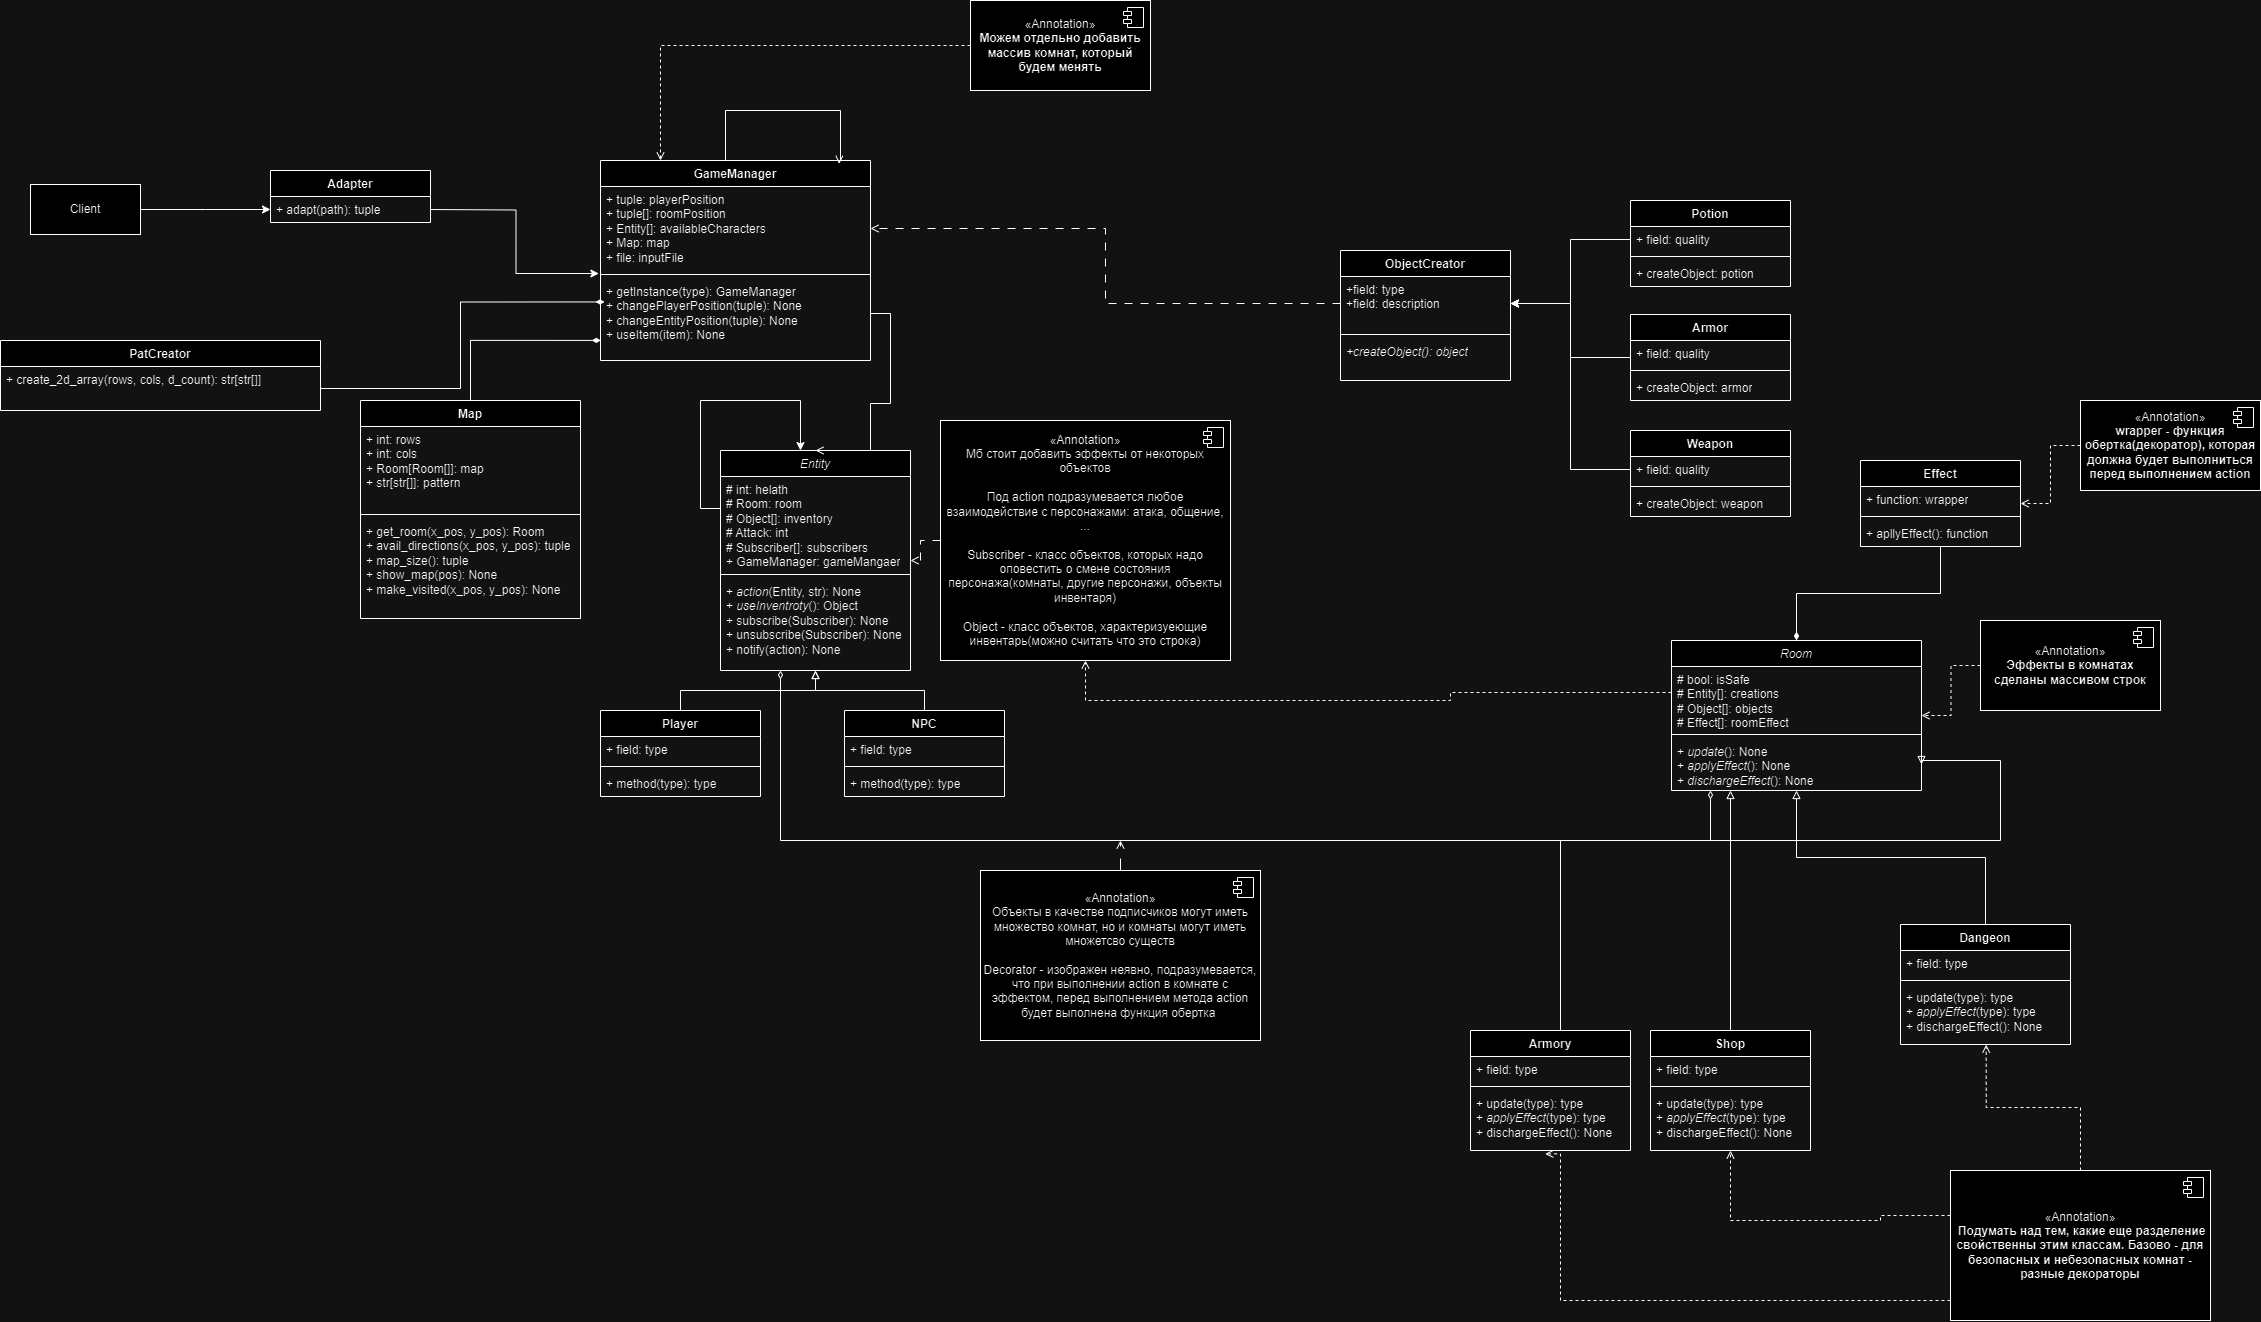 «Annotation»
Можем отдельно добавить
массив комнат, который
будем менять
Client
Adapter
+ adapt(path): tuple
GameManager
+ tuple: playerPosition
+ tuple[]: roomPosition
+ Entity[]: availableCharacters
+ Map: map
+ file: inputFile
+ getInstance(type): GameManager
+ changePlayerPosition(tuple): None
+ changeEntityPosition(tuple): None
+ useItem(item): None
PatCreator
+ create_2d_array(rows, cols, d_count): str[str[]]
Map
+ int: rows
+ int: cols
+ Room[Room[]]: map
+ str[str[]]: pattern
+ get_room(x_pos, y_pos): Room
+ avail_directions(x_pos, y_pos): tuple
+ map_size(): tuple
+ show_map(pos): None
+ make_visited(x_pos, y_pos): None
ObjectCreator
+field: type
+field: description
+createObject(): object
Potion
+ field: quality
+ createObject: potion
Armor
+ field: quality
+ createObject: armor
Weapon
+ field: quality
+ createObject: weapon
Entity
# int: helath
# Room: room
# Object[]: inventory
# Attack: int
# Subscriber[]: subscribers
+ GameManager: gameMangaer
+ action(Entity, str): None
+ useInventroty(): Object
+ subscribe(Subscriber): None
+ unsubscribe(Subscriber): None
+ notify(action): None
«Annotation»
Мб стоит добавить эффекты от некоторых
объектов
Под action подразумевается любое
взаимодействие с персонажами: атака, общение,
...
Subscriber - класс объектов, которых надо
оповестить о смене состояния
персонажа(комнаты, другие персонажи, объекты
инвентаря)
Object - класс объектов, характеризуеющие
инвентарь(можно считать что это строка)
Effect
+ function: wrapper
+ apllyEffect(): function
«Annotation»
wrapper - функция
обертка(декоратор), которая
должна будет выполниться
перед выполнением action
Room
# bool: isSafe
# Entity[]: creations
# Object[]: objects
# Effect[]: roomEffect
+ update(): None
+ applyEffect(): None
+ dischargeEffect(): None
«Annotation»
Эффекты в комнатах
сделаны массивом строк
Player
+ field: type
+ method(type): type
NPC
+ field: type
+ method(type): type
«Annotation»
Объекты в качестве подписчиков могут иметь
множество комнат, но и комнаты могут иметь
множетсво существ
Decorator - изображен неявно, подразумевается,
что при выполнении action в комнате с
эффектом, перед выполнением метода action
будет выполнена функция обертка
Dangeon
+ field: type
+ update(type): type
+ applyEffect(type): type
+ dischargeEffect(): None
Armory
+ field: type
+ update(type): type
+ applyEffect(type): type
+ dischargeEffect(): None
Shop
+ field: type
+ update(type): type
+ applyEffect(type): type
+ dischargeEffect(): None
«Annotation»
Подумать над тем, какие еще разделение
свойственны этим классам. Базово - для
безопасных и небезопасных комнат -
разные декораторы